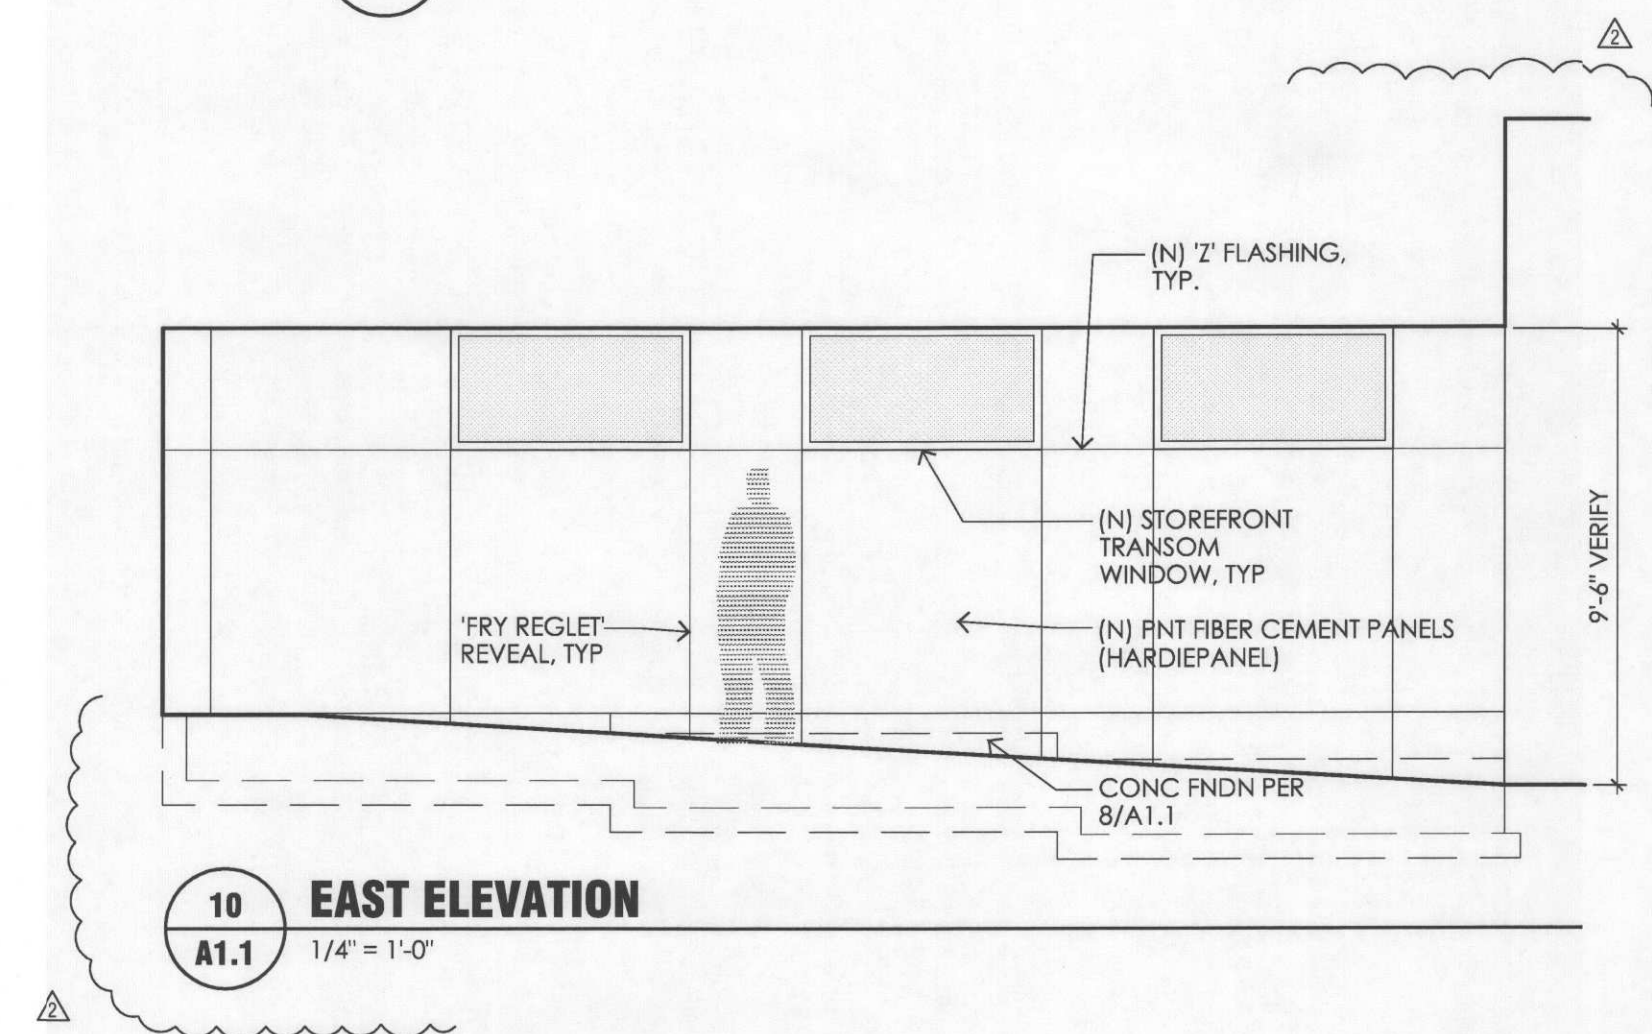 2
(N) 'Z' FLASHING,
TYP.
(N) STOREFRONT
TRANSOM
WINDOW, TYP
9'-6" VERIFY
'FRY REGLET'
REVEAL, TYP
(N) PNT FIBER CEMENT PANELS
(HARDIEPANEL)
CONC FNDN PER
8/A1.1
10
A1.1
EAST ELEVATION
1/4" = 1'-0"
2